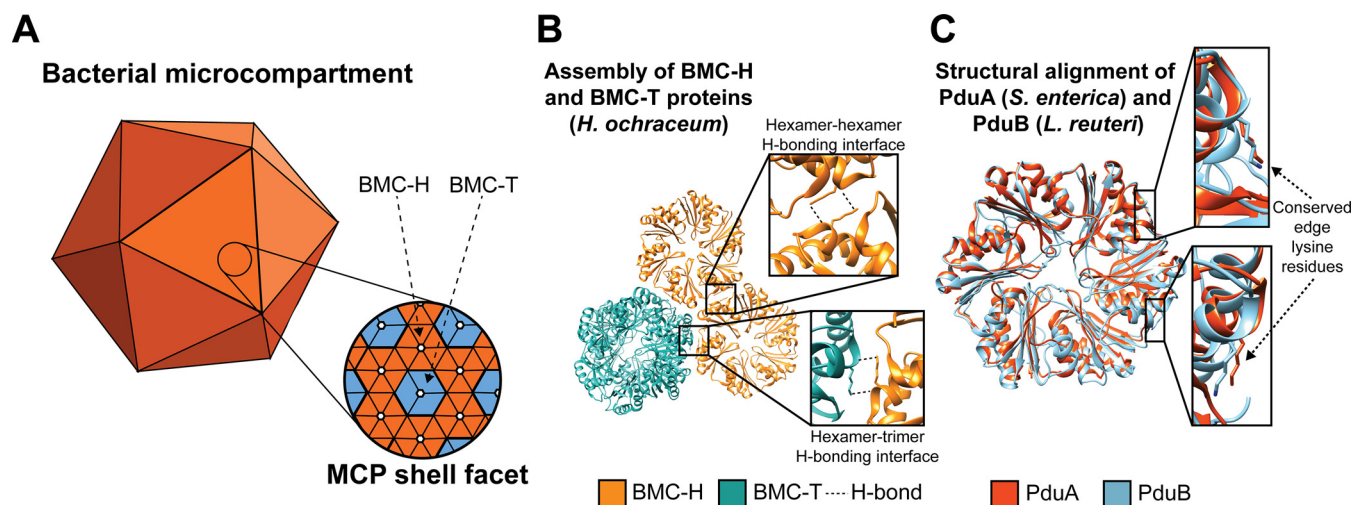 A
Bacterial microcompartment
BMC-H
BMC-T
MCP shell facet
B
Assembly of BMC-H
and BMC-T proteins
(H. ochraceum)
Hexamer-hexamer
H-bonding interface
Hexamer-trimer
H-bonding interface
BMC-H
BMC-T
H-bond
C
Structural alignment of
PduA (S. enterica) and
PduB (L. reuteri)
Conserved
edge
lysine
residues
PduA
PduB